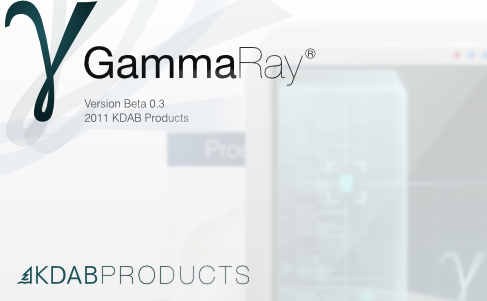 γ
GammaRay®
Version Beta 0.3
2011 KDAB Products
KDABPRODUCTS